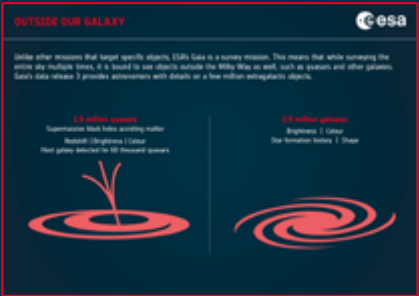 OUTSIDE OUR GALAXY
esa
Unlike other missions that target specific objects, ESA's Gaia is a survey mission. This means that while surveying the
entire sky multiple times, it is bound to see objects outside the Milky Way as well, such as quasars and other galaxies.
Gaia's data release 3 provides astronomers with details on a few million extragalactic objects.
million quasars
Supermassive black holes accreting matter
Redshift | Brightness | Colour
Host galaxy detected for 60 thousand quasars
million galaxies
Brightness | Colour
Star formation history | Shape